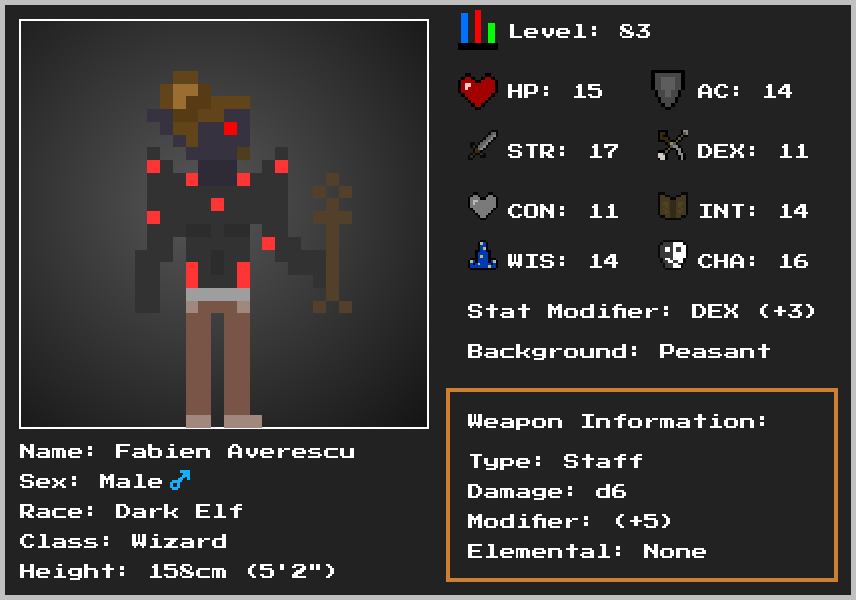 Level: 83
HP: 15
AC: 14
STR: 17
DEX: 11
CON: 11
INT: 14
WIS: 14
CHA: 16
Stat Modifier: DEX (+3)
Background: Peasant
Weapon Information:
Type: Staff
Damage: d6
Modifier: (+5)
Elemental: None
Name: Fabien Averescu
Sex: Male ♂
Race: Dark Elf
Class: Wizard
Height: 158cm (5'2")